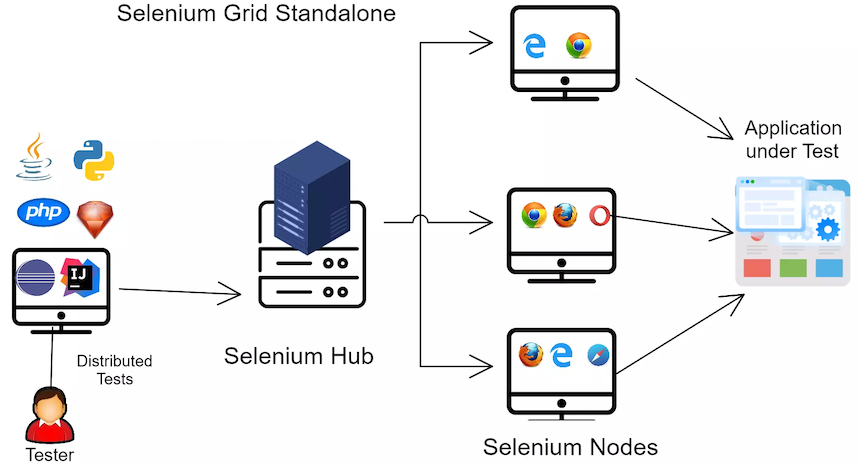 Selenium Grid Standalone
Application
under Test
php
IJ
Selenium Hub
Distributed
Tests
Selenium Nodes
Tester